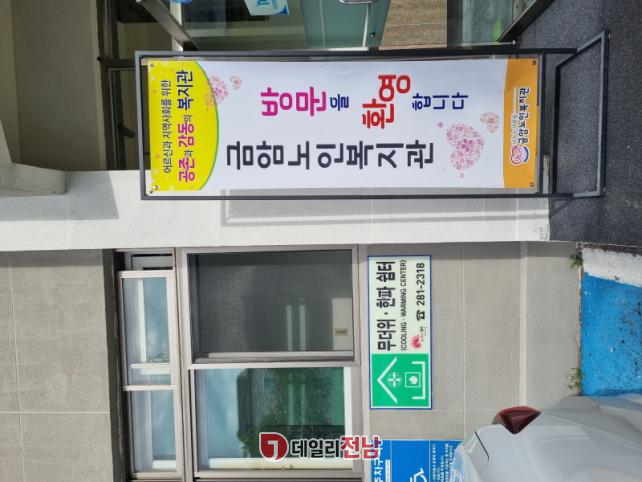 어르신과 지역사회를 위한
공존과 감동의 복지관
금암노인복지관
방문을
환영
합니다
금암노인복지관
무더위·한파 쉼터
(COOLING·WARMING CENTER)
☎ 281-2318
데일리전남